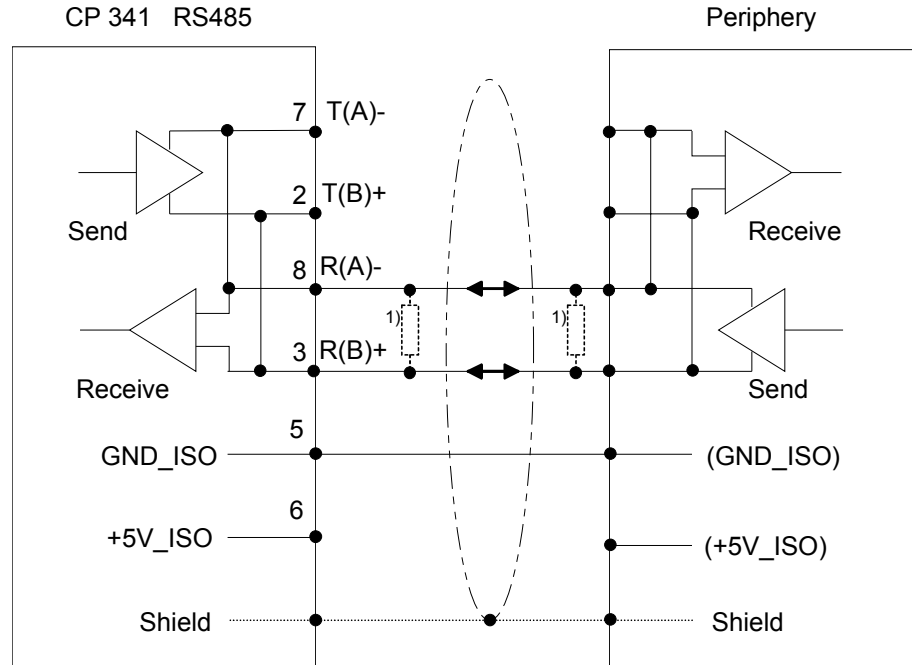 CP 341 RS485
Periphery
7 T(A)-
2 T(B)+
Send
Receive
8 R(A)-
1)
1)
3 R(B)+
Receive
Send
5
GND_ISO
(GND_ISO)
6
+5V_ISO
(+5V_ISO)
Shield
Shield